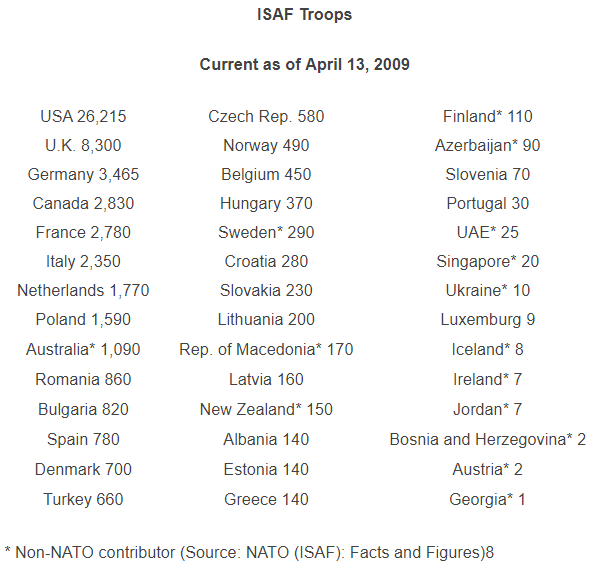 ISAF Troops
Current as of April 13, 2009
USA 26,215
U.K. 8,300
Germany 3,465
Canada 2,830
France 2,780
Italy 2,350
Netherlands 1,770
Poland 1,590
Australia* 1,090
Romania 860
Bulgaria 820
Spain 780
Denmark 700
Turkey 660
Czech Rep. 580
Norway 490
Belgium 450
Hungary 370
Sweden* 290
Croatia 280
Slovakia 230
Lithuania 200
Rep. of Macedonia* 170
Latvia 160
New Zealand* 150
Albania 140
Estonia 140
Greece 140
Finland* 110
Azerbaijan* 90
Slovenia 70
Portugal 30
UAE* 25
Singapore* 20
Ukraine* 10
Luxemburg 9
Iceland* 8
Ireland* 7
Jordan* 7
Bosnia and Herzegovina* 2
Austria* 2
Georgia* 1
* Non-NATO contributor (Source: NATO (ISAF): Facts and Figures)8